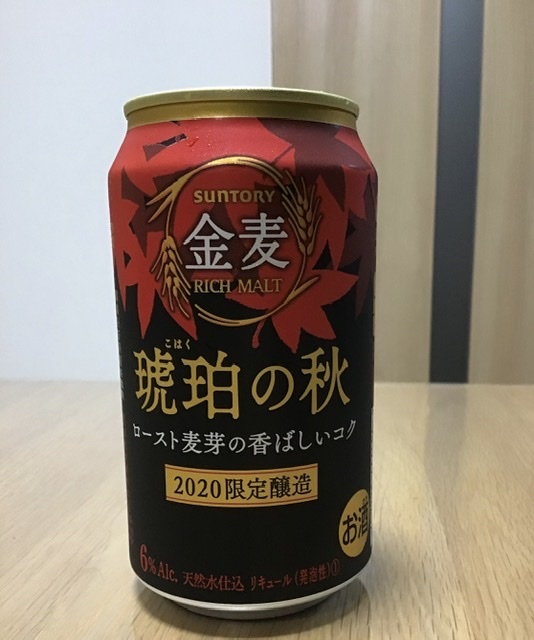 SUNTORY
金麦
RICH MALT
こはく
琥珀の秋
ロースト麦芽の香ばしいコク
2020限定醸造
お酒
6%Alc. 天然水仕込 リキュール(発泡性)①